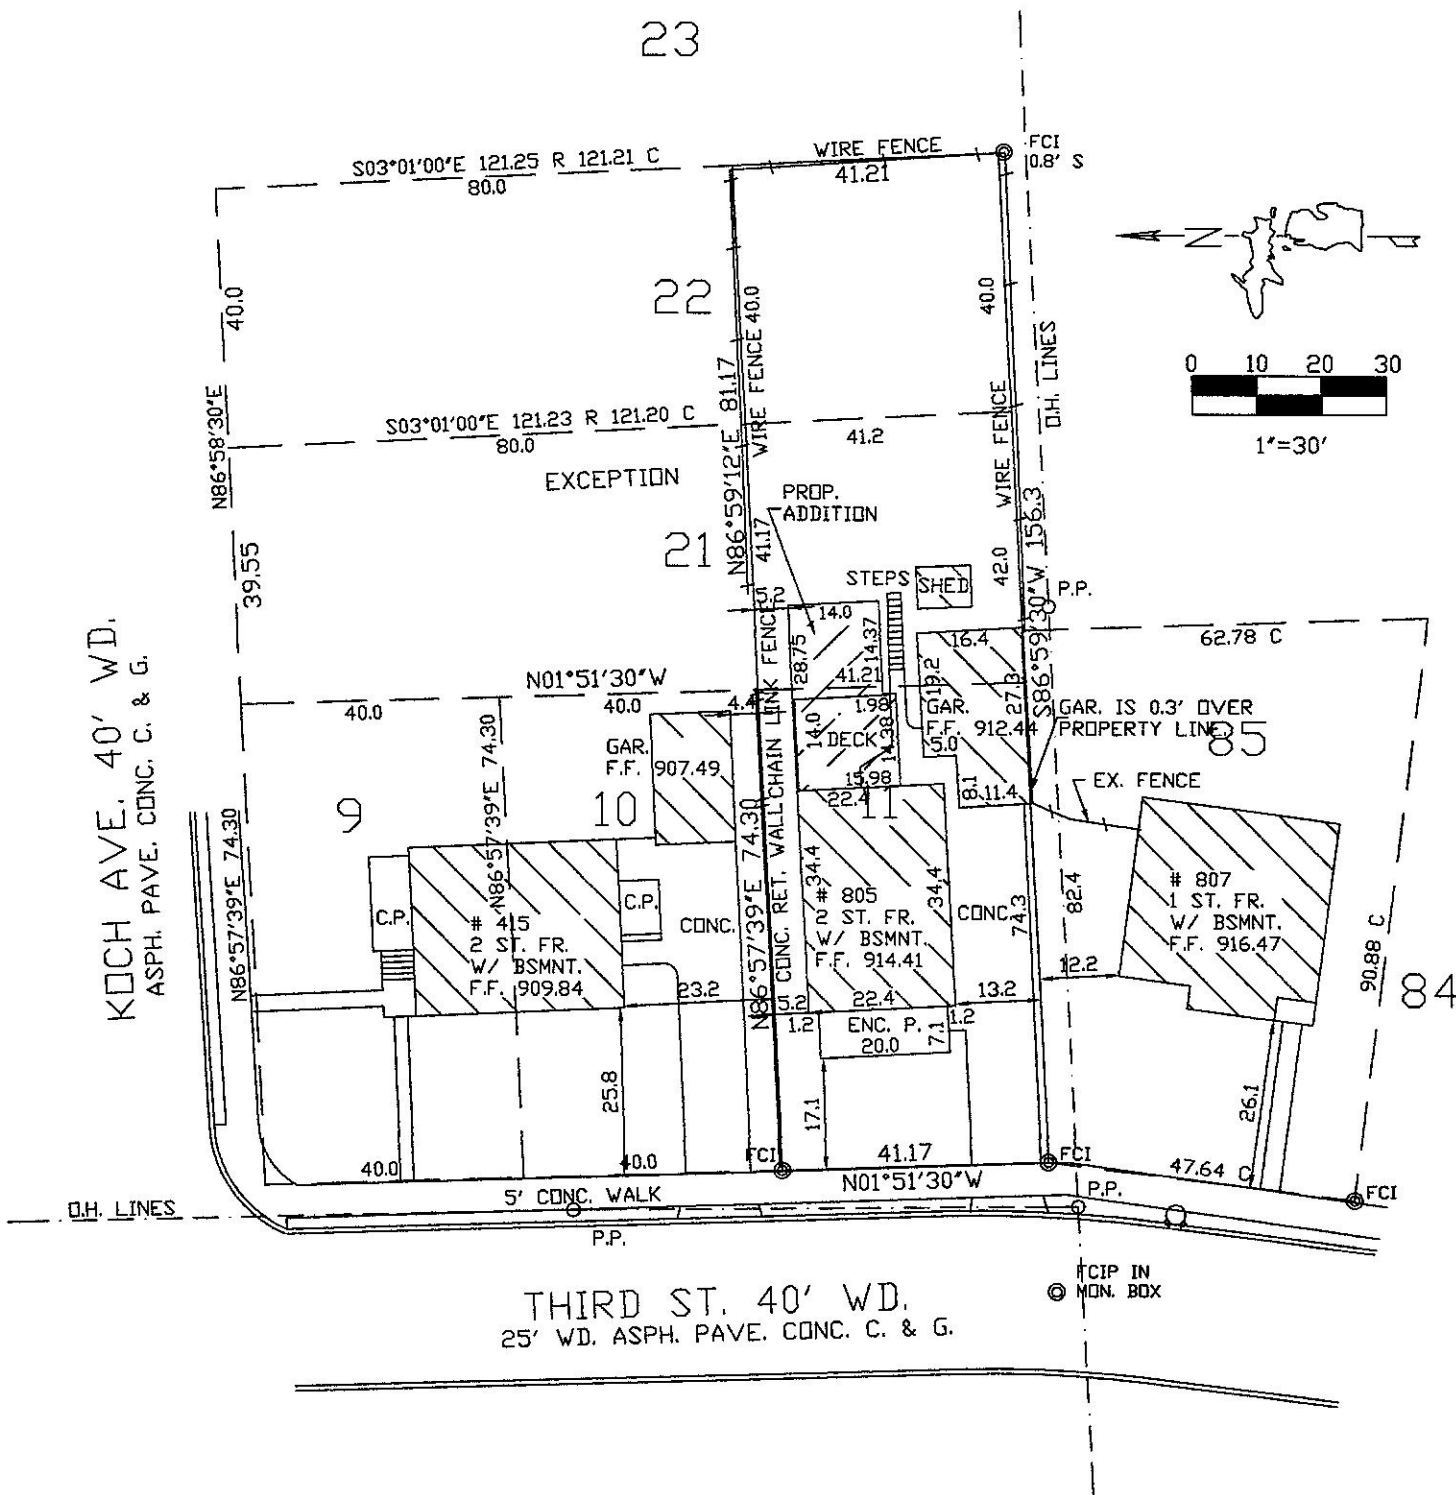 23
WIRE FENCE
FCI
0.8' S
S03°01'00"E 121.25 R 121.21 C
80.0
41.21
N
22
40.0
40.0
40.0
WIRE FENCE
O.H. LINES
0 10 20 30
1"=30'
N86°58'30"E
N86°59'12"E 81.17
S03°01'00"E 121.23 R 121.20 C
80.0
41.2
WIRE FENCE
EXCEPTION
PROP.
ADDITION
21
41.17
39.55
42.0
S86°59'30"W 156.3
STEPS
SHED
P.P.
5.2
14.0
16.4
62.78 C
KOCH AVE. 40' WD.
ASPH. PAVE. CONC. C. & G.
N01°51'30"W
28.75
14.37
41.21
19.2
27.3
40.0
40.0
4.4
1.98
GAR.
F.F. 912.44
5.0
GAR. IS 0.3' OVER
PROPERTY LINE.
85
14.0
DECK
14.38
GAR.
F.F. 907.49
15.98
22.4
8.1
11.4
EX. FENCE
9
10
11
N86°57'39"E 74.30
N86°57'39"E 74.30
N86°57'39"E 74.30
CONC. RET. WALL
CHAIN LINK FENCE
C.P.
# 415
2 ST. FR.
W/ BSMNT.
F.F. 909.84
C.P.
CONC.
34.4
# 805
2 ST. FR.
W/ BSMNT.
F.F. 914.41
34.4
CONC.
74.3
82.4
# 807
1 ST. FR.
W/ BSMNT.
F.F. 916.47
90.88 C
84
23.2
5.2
22.4
13.2
12.2
1.2
ENC. P.
20.0
7.1
1.2
25.8
17.1
26.1
FCI
41.17
FCI
47.64 C
40.0
40.0
N01°51'30"W
5' CONC. WALK
P.P.
FCI
O.H. LINES
P.P.
FCIP IN
MON. BOX
THIRD ST. 40' WD.
25' WD. ASPH. PAVE. CONC. C. & G.